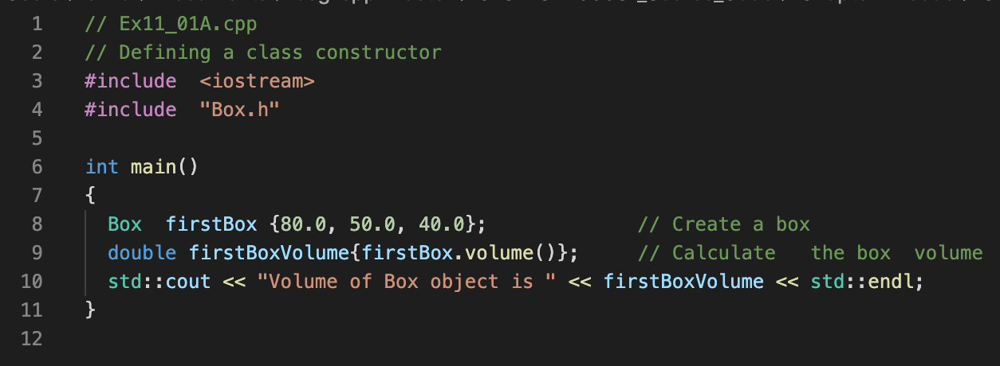 1 // Ex11_01A.cpp
2 // Defining a class constructor
3 #include  <iostream>
4 #include  "Box.h"
5
6 int main()
7 {
8   Box  firstBox {80.0, 50.0, 40.0};             // Create a box
9   double firstBoxVolume{firstBox.volume()};     // Calculate   the box  volume
10   std::cout << "Volume of Box object is " << firstBoxVolume << std::endl;
11 }
12